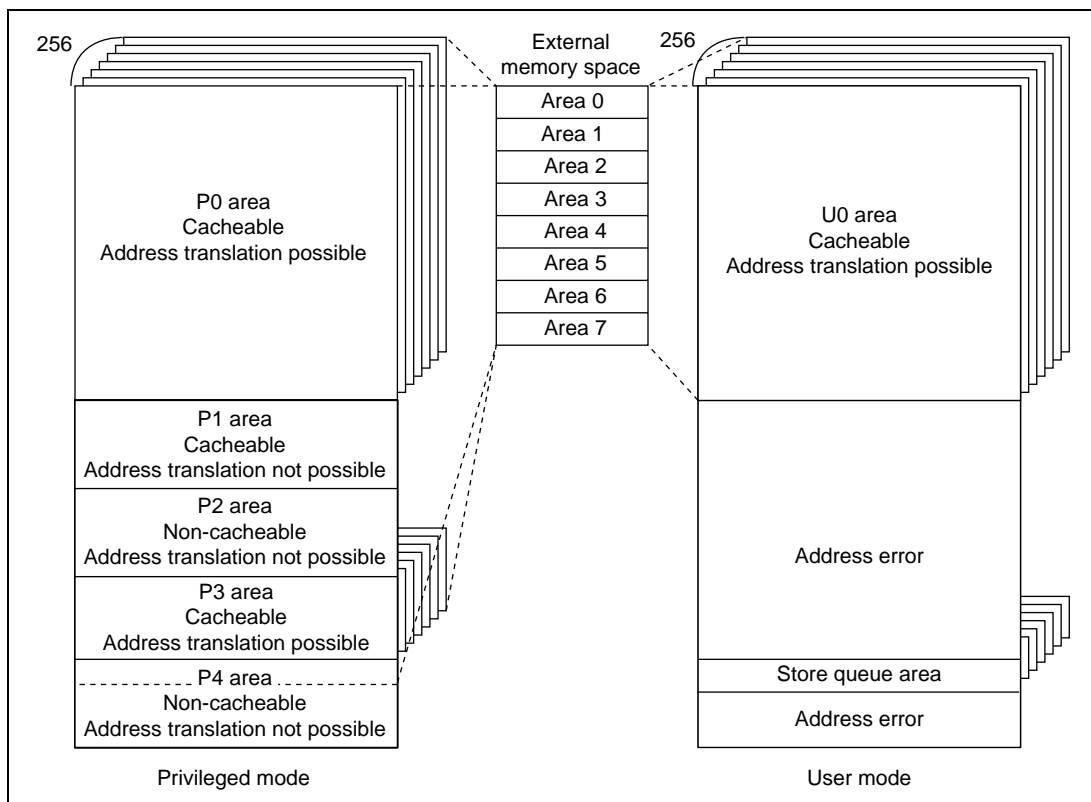 256
External
memory space
256
Area 0
Area 1
Area 2
Area 3
Area 4
Area 5
Area 6
Area 7
P0 area
Cacheable
Address translation possible
U0 area
Cacheable
Address translation possible
P1 area
Cacheable
Address translation not possible
P2 area
Non-cacheable
Address translation not possible
P3 area
Cacheable
Address translation possible
P4 area
Non-cacheable
Address translation not possible
Address error
Store queue area
Address error
Privileged mode
User mode